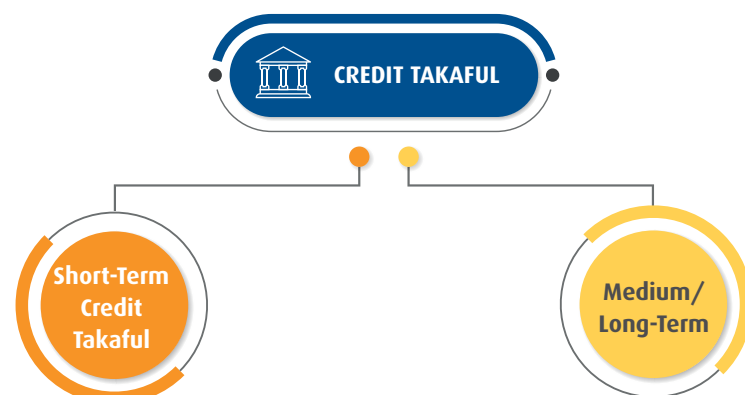 CREDIT TAKAFUL
Short-Term
Credit
Takaful
Medium/
Long-Term